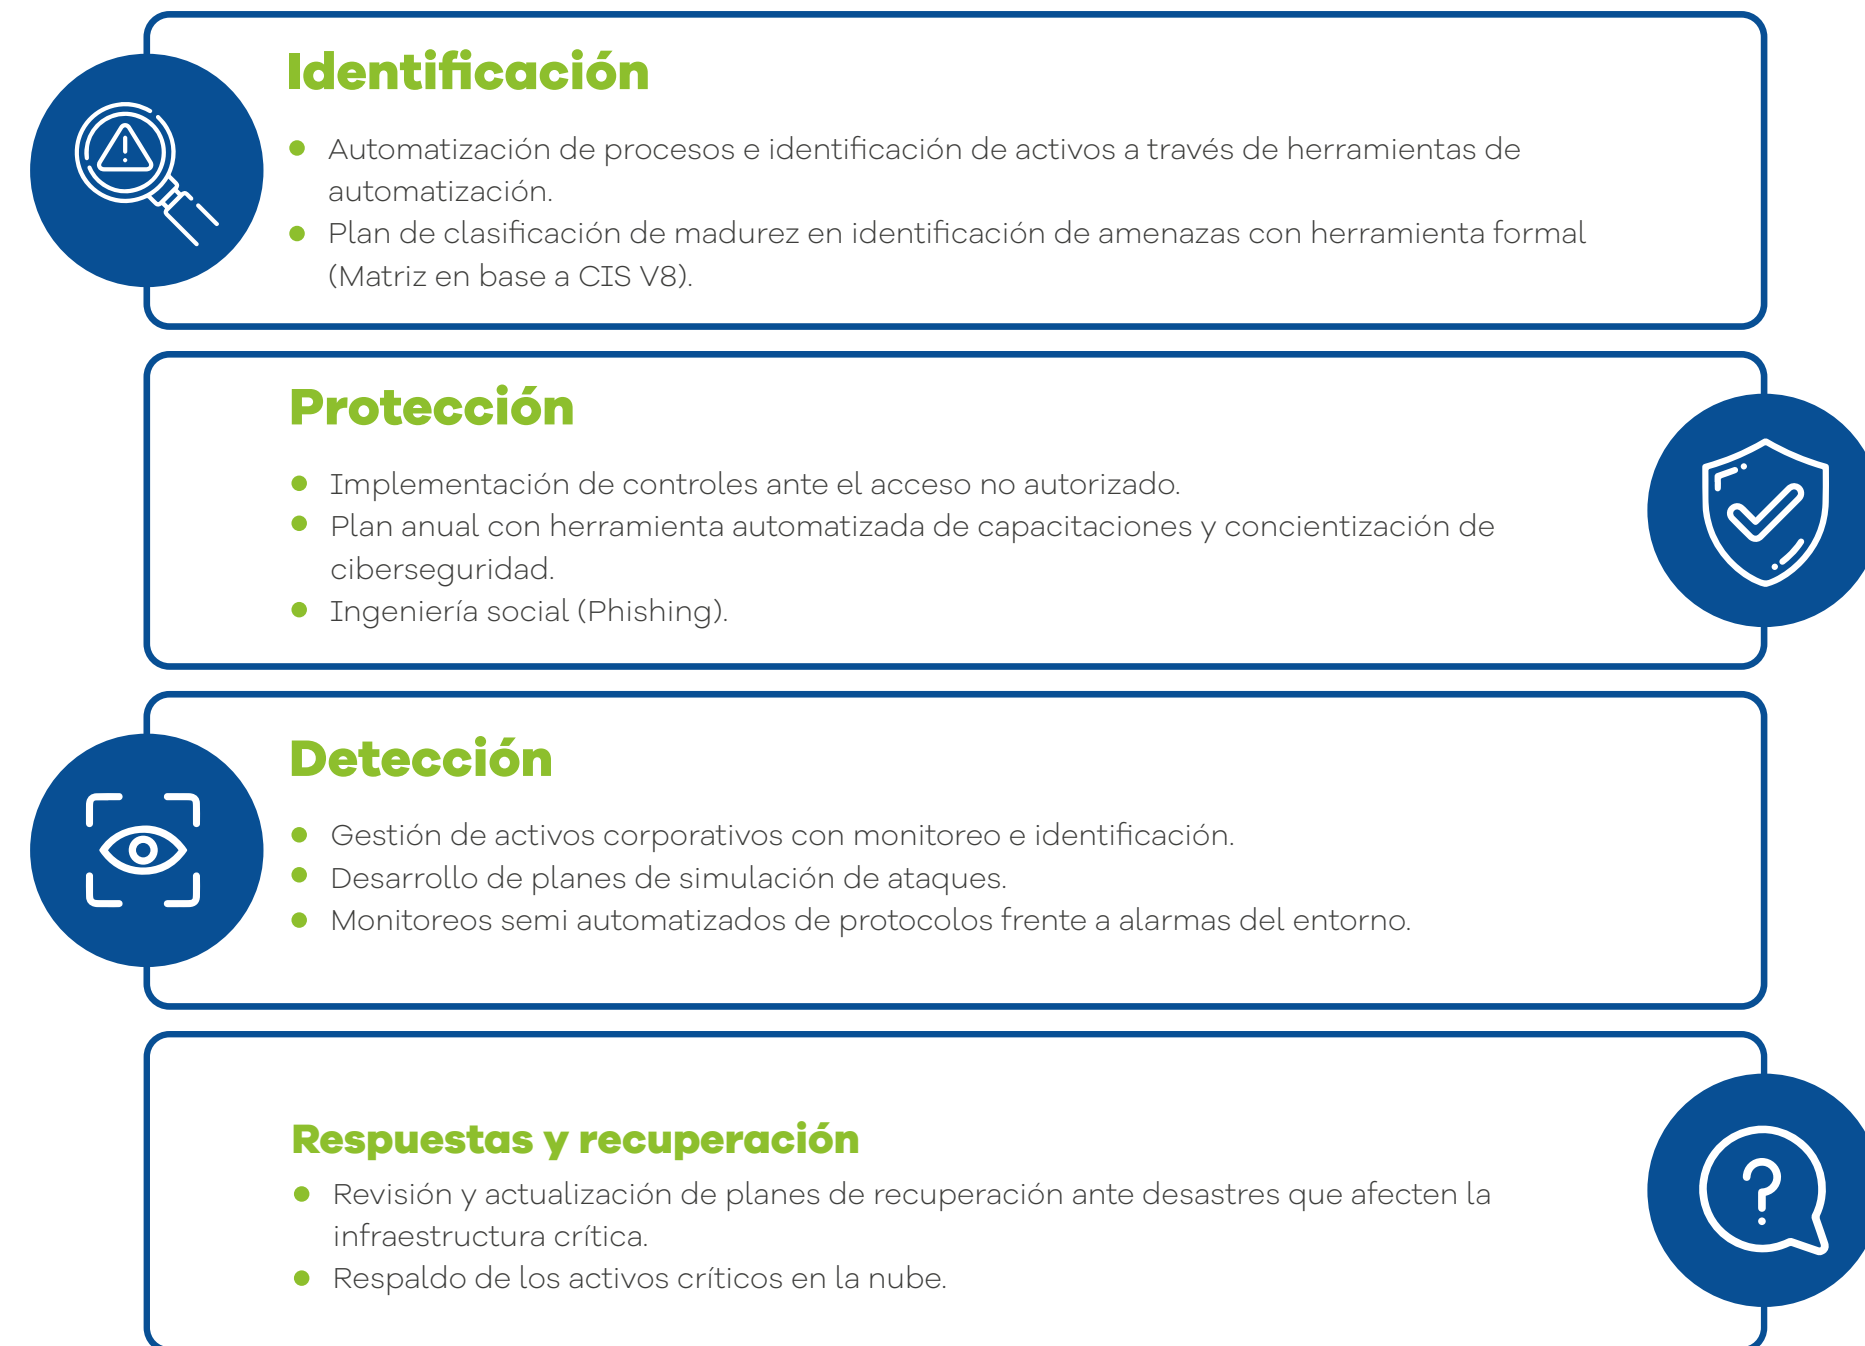 Identificación
Automatización de procesos e identificación de activos a través de herramientas de
automatización.
Plan de clasificación de madurez en identificación de amenazas con herramienta formal
(Matriz en base a CIS V8).
Protección
Implementación de controles ante el acceso no autorizado.
Plan anual con herramienta automatizada de capacitaciones y concientización de
ciberseguridad.
Ingeniería social (Phishing).
Detección
Gestión de activos corporativos con monitoreo e identificación.
Desarrollo de planes de simulación de ataques.
Monitoreos semi automatizados de protocolos frente a alarmas del entorno.
Respuestas y recuperación
Revisión y actualización de planes de recuperación ante desastres que afecten la
infraestructura crítica.
Respaldo de los activos críticos en la nube.